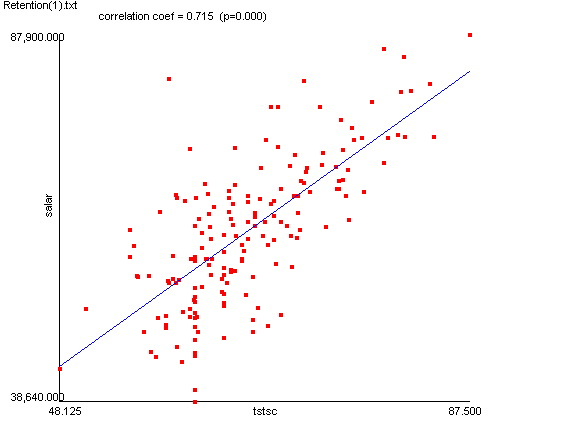 Retention(1).txt
correlation coef = 0.715 (p=0.000)
87,900.000
salar
38,640.000
48.125 tstsc 87.500